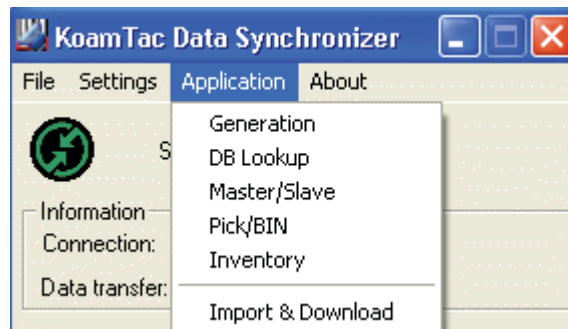 KoamTac Data Synchronizer
File Settings Application About
Generation
S
DB Lookup
Master/Slave
Information
Pick/BIN
Connection:
Inventory
Data transfer:
Import & Download